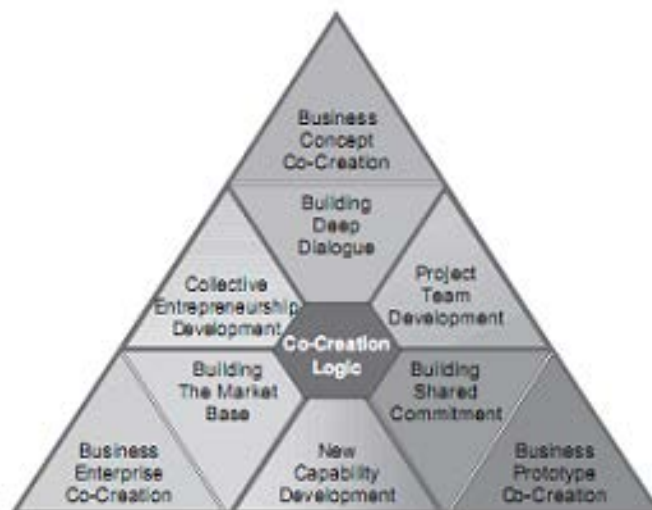 Business
Concept
Co-Creation
Building
Deep
Dialogue
Collective
Entrepreneurship
Development
Project
Team
Development
Co-Creation
Logic
Building
The Market
Base
Building
Shared
Commitment
Business
Enterprise
Co-Creation
New
Capability
Development
Business
Prototype
Co-Creation